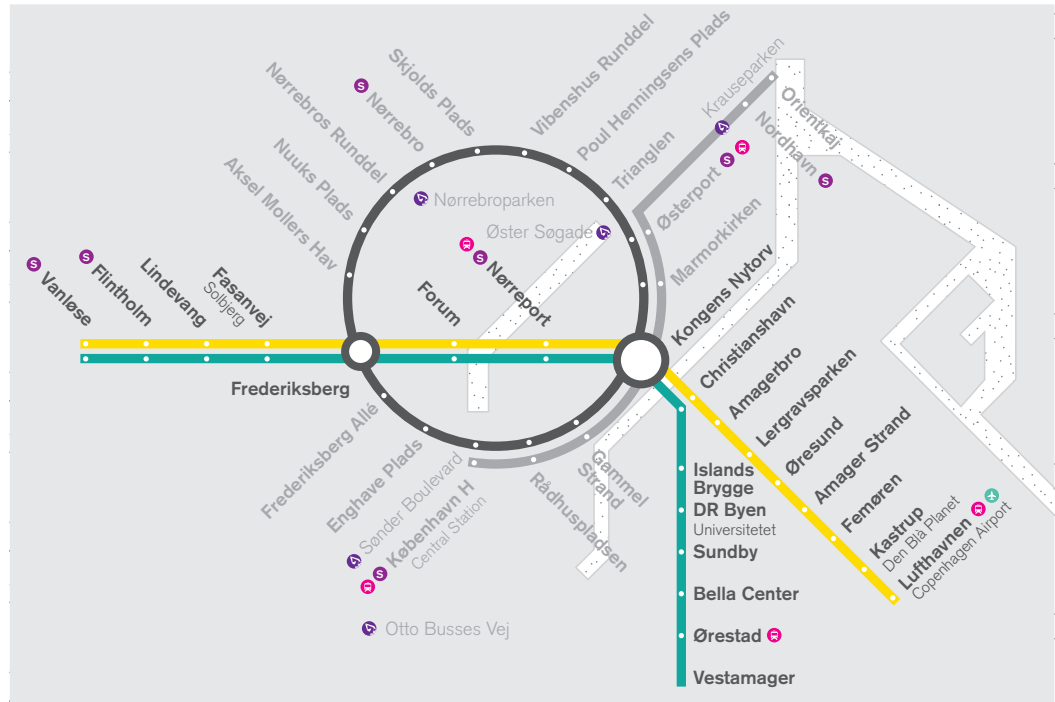 Skjolds Plads
Nørrebro
Nørrebros Runddel
Nuuks Plads
Aksel Mollers Hav
Vibenshus Runddel
Poul Henningsens Plads
Trianglen
Krauseparken
Orientkaj
Nordhavn
Østerport
Marmorkirken
Nørrebroparken
Øster Søgade
Vanløse
Flintholm
Lindevang
Fasanvej
Solbjerg
Forum
Nørreport
Kongens Nytorv
Christianshavn
Amagerbro
Lergravsparken
Øresund
Amager Strand
Femøren
Kastrup
Den Blå Planet
Lufthavnen
Copenhagen Airport
Frederiksberg
Frederiksberg Allé
Enghave Plads
Sønder Boulevard
København H
Central Station
Rådhuspladsen
Gammel
Strand
Islands
Brygge
DR Byen
Universitetet
Sundby
Bella Center
Ørestad
Vestamager
Otto Busses Vej
S
S
S
S
S
S
S